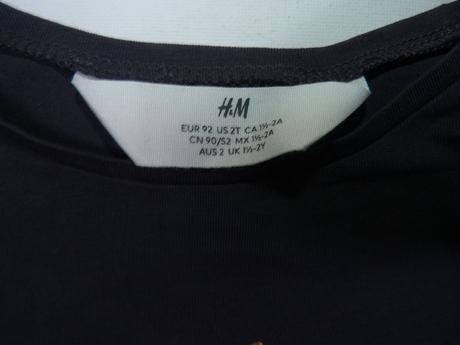 H&M
EUR 92 US 2T CA 1½-2A
CN 90/52 MX 1½-2A
AUS 2 UK 1½-2Y